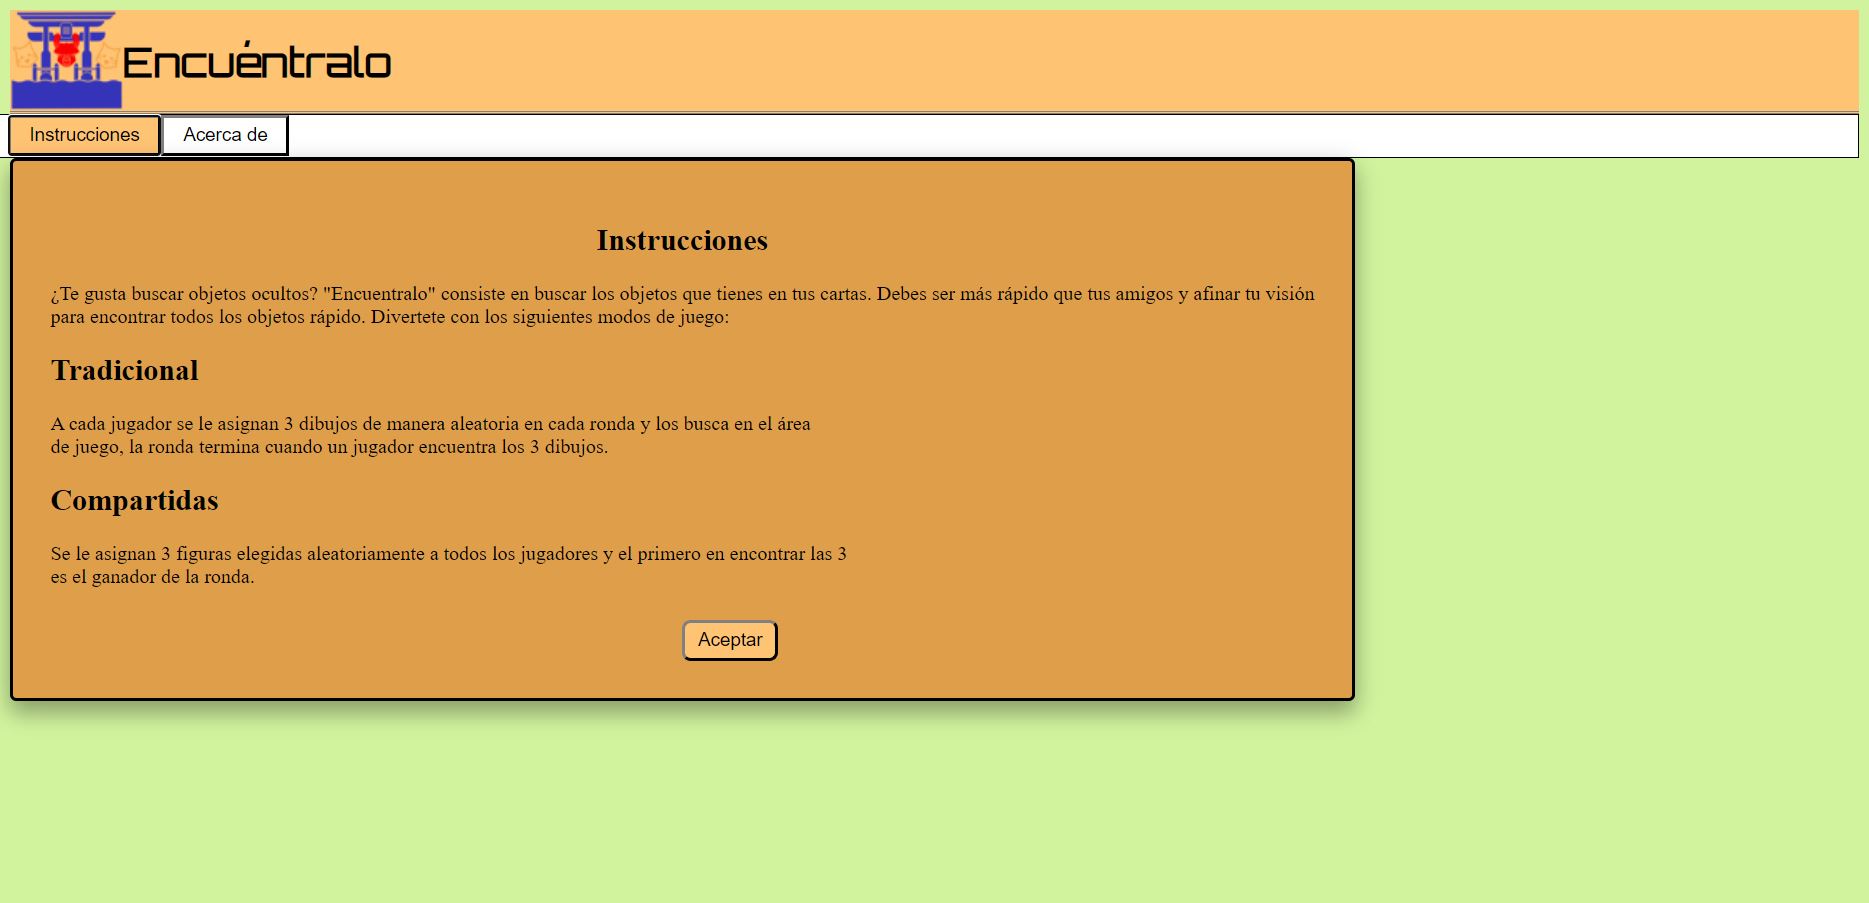 Encuéntralo
Instrucciones
Acerca de
Instrucciones
¿Te gusta buscar objetos ocultos? "Encuentralo" consiste en buscar los objetos que tienes en tus cartas. Debes ser más rápido que tus amigos y afinar tu visión
para encontrar todos los objetos rápido. Divertete con los siguientes modos de juego:
Tradicional
A cada jugador se le asignan 3 dibujos de manera aleatoria en cada ronda y los busca en el área
de juego, la ronda termina cuando un jugador encuentra los 3 dibujos.
Compartidas
Se le asignan 3 figuras elegidas aleatoriamente a todos los jugadores y el primero en encontrar las 3
es el ganador de la ronda.
Aceptar